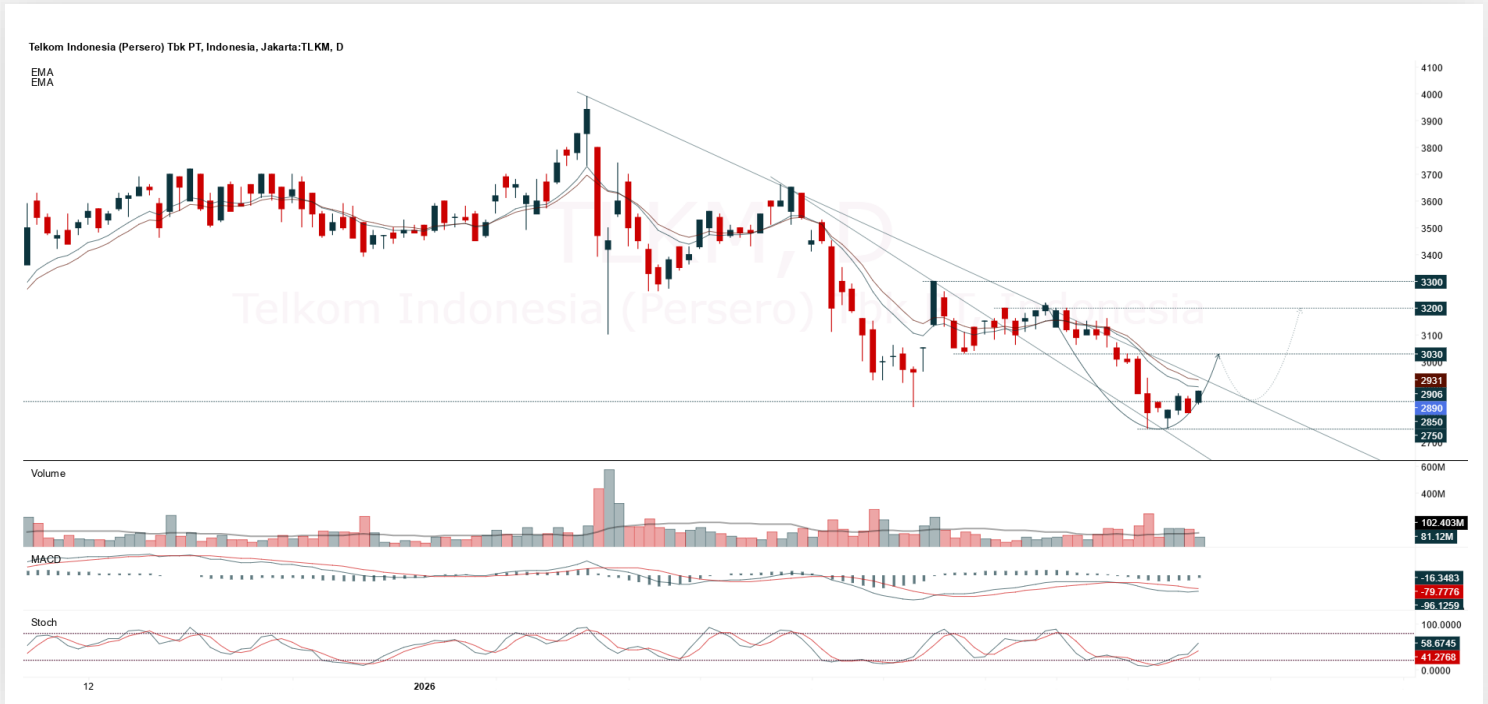 Telkom Indonesia (Persero) Tbk PT, Indonesia, Jakarta:TLKM, D
EMA
EMA
TLKM, D
Telkom Indonesia (Persero) Tbk PT, Indonesia
4100
4000
3900
3800
3700
3600
3500
3400
3300
3200
3100
3030
3000
2931
2906
2890
2850
2750
2700
Volume
600M
400M
102.403M
81.12M
MACD
-16.3483
-79.7776
-96.1259
Stoch
100.0000
58.6745
41.2768
0.0000
12
2026